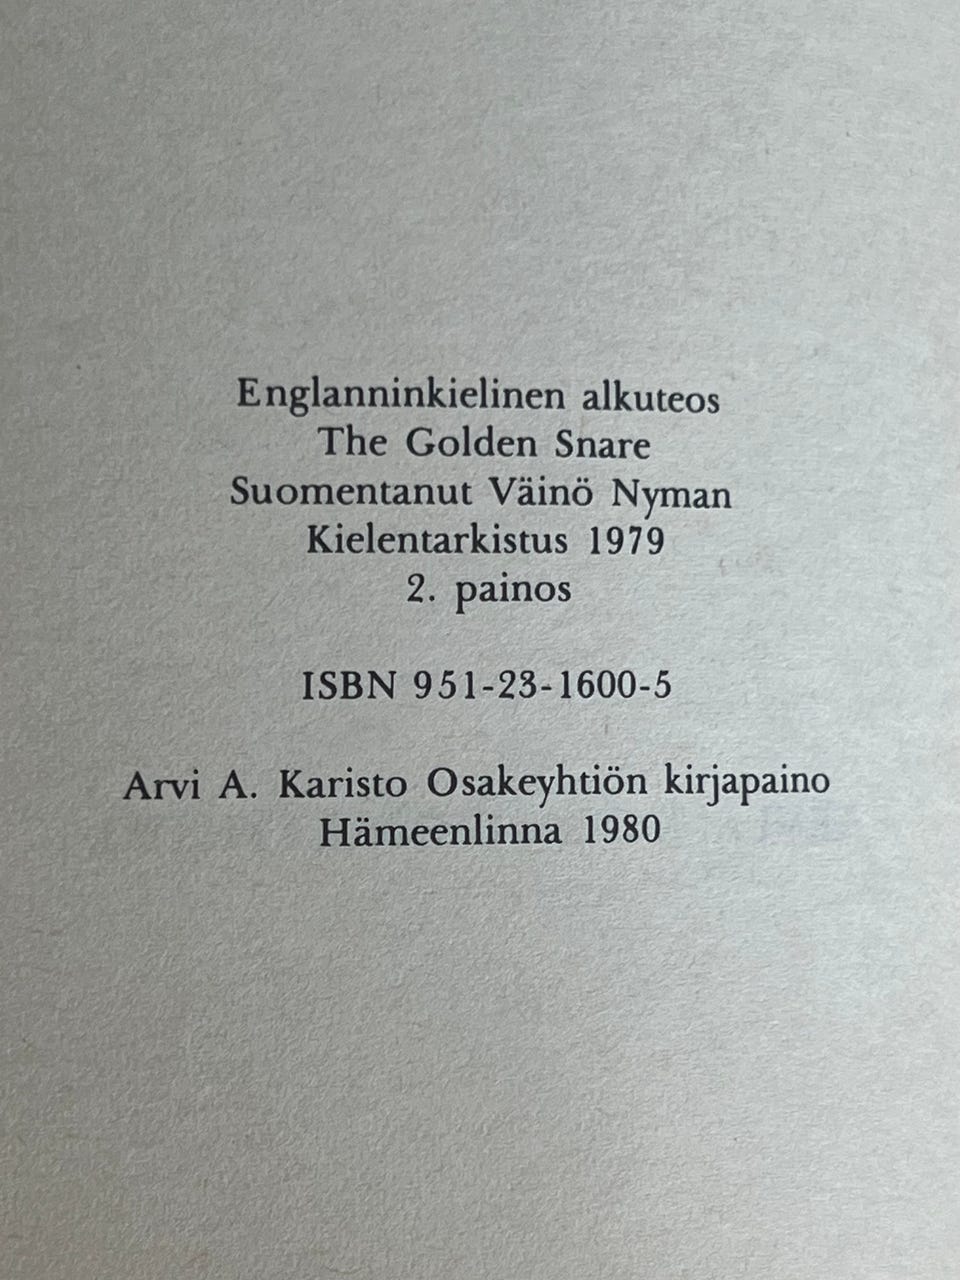 Englanninkielinen alkuteos
The Golden Snare
Suomentanut Väinö Nyman
Kielentarkistus 1979
2. painos
ISBN 951-23-1600-5
Arvi A. Karisto Osakeyhtiön kirjapaino
Hämeenlinna 1980